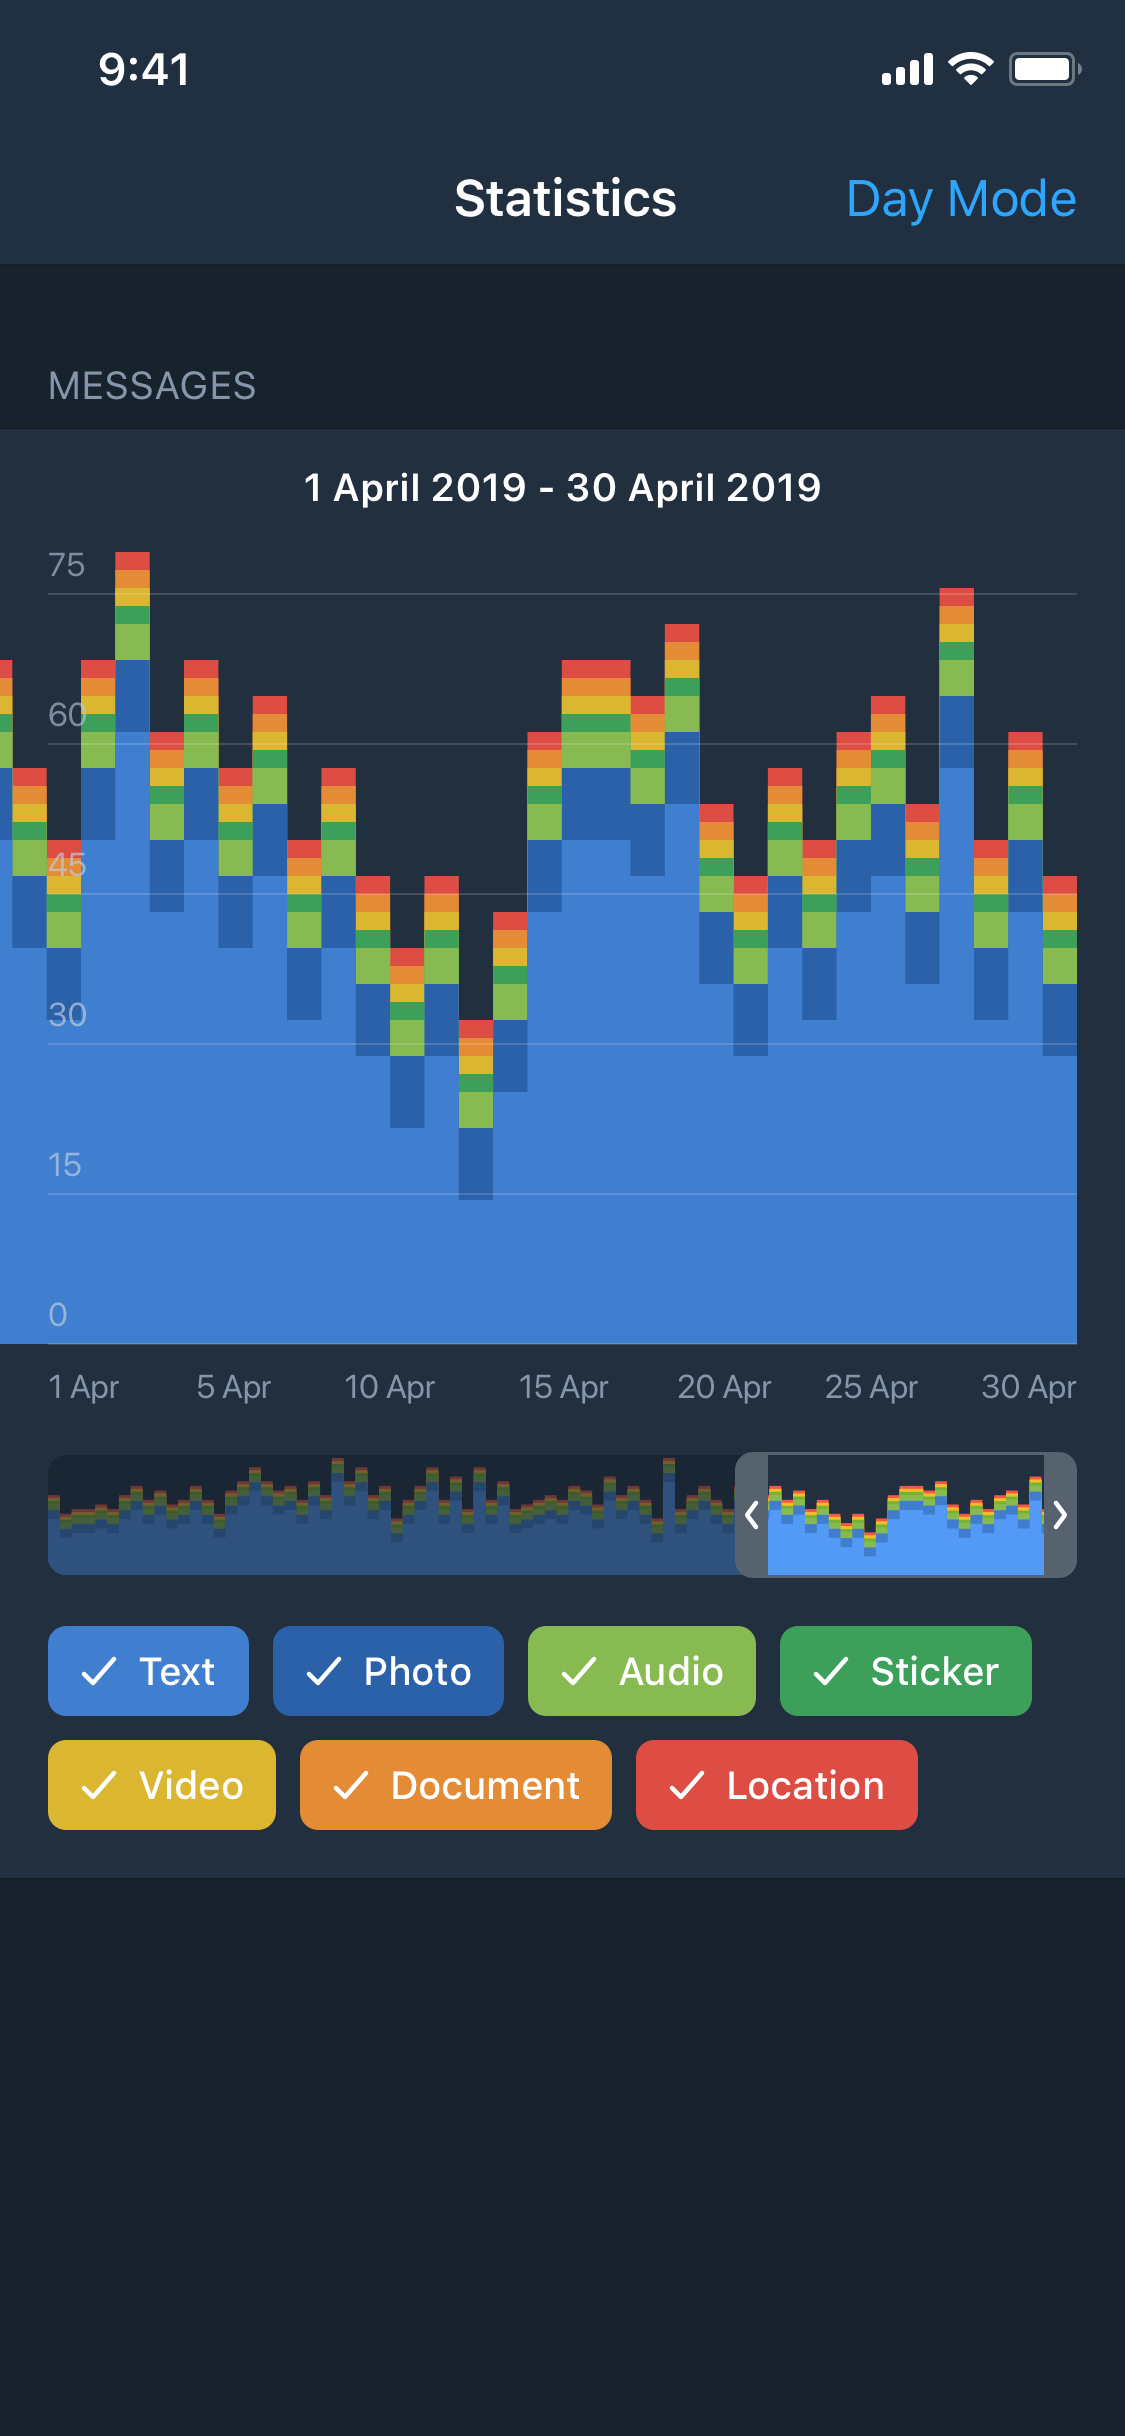 9:41
Statistics Day Mode
MESSAGES
1 April 2019 - 30 April 2019
75
60
45
30
15
0
1 Apr 5 Apr 10 Apr 15 Apr 20 Apr 25 Apr 30 Apr
Text Photo Audio Sticker
Video Document Location